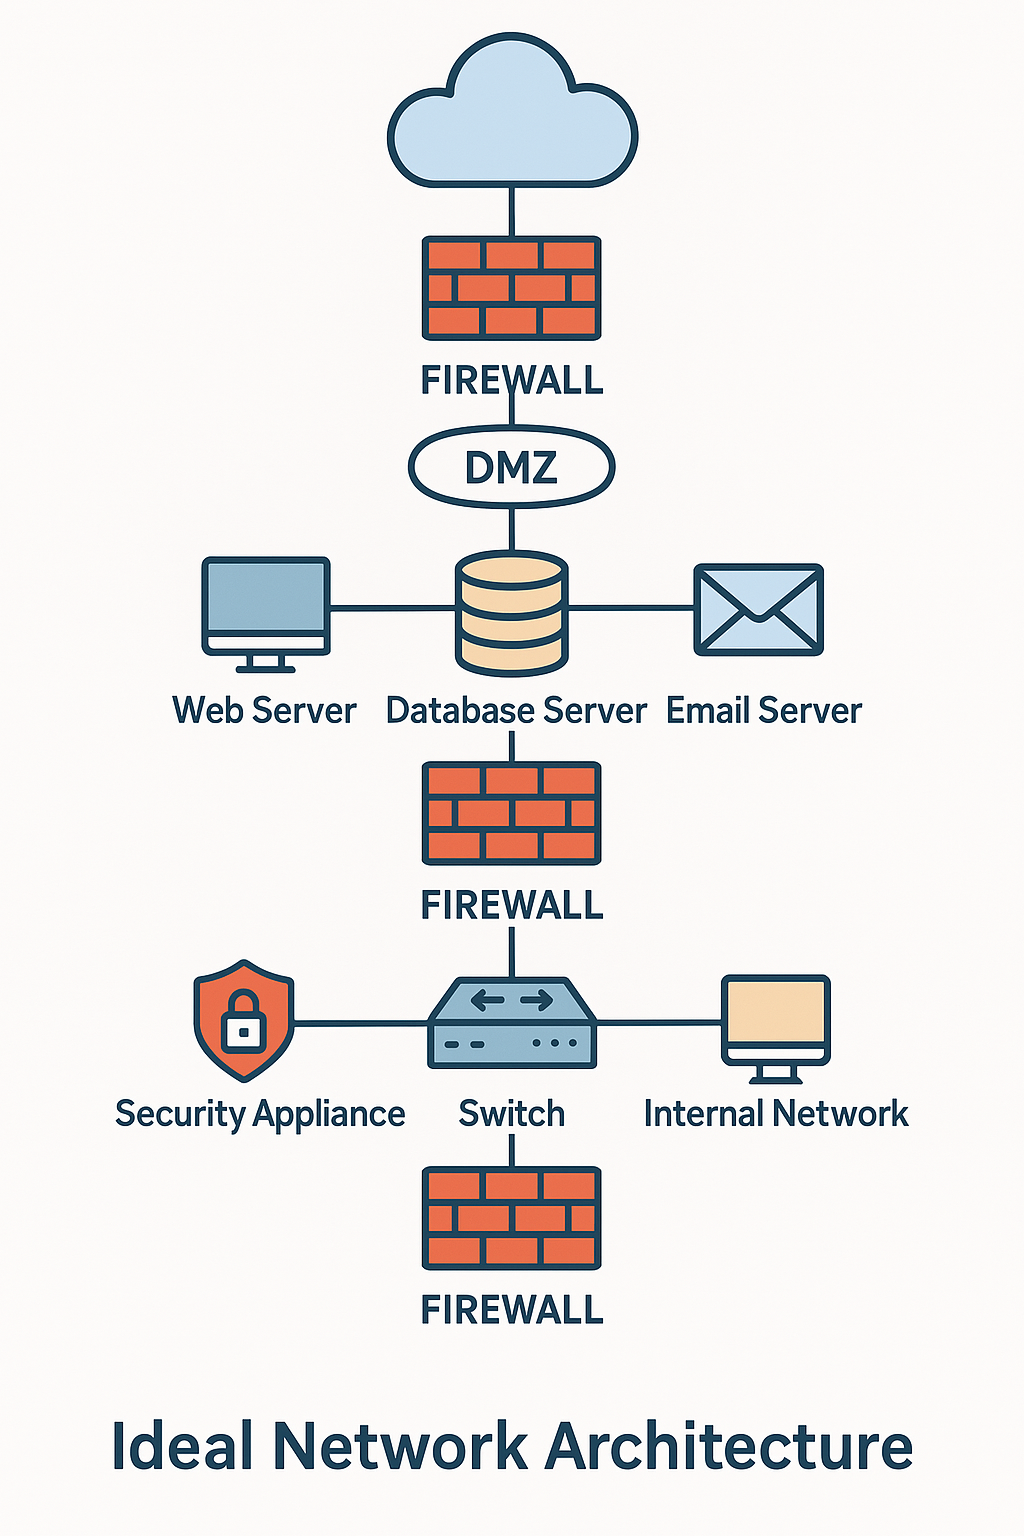 FIREWALL
DMZ
Web Server Database Server Email Server
FIREWALL
Security Appliance Switch Internal Network
FIREWALL
Ideal Network Architecture